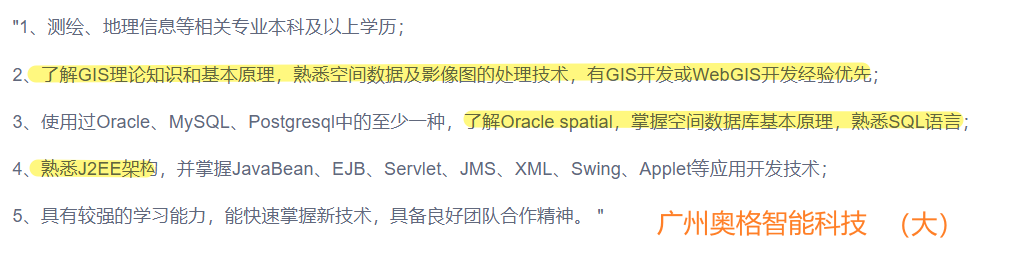 "1、测绘、地理信息等相关专业本科及以上学历；
2、了解GIS理论知识和基本原理，熟悉空间数据及影像图的处理技术，有GIS开发或WebGIS开发经验优先；
3、使用过Oracle、MySQL、Postgresql中的至少一种，了解Oracle spatial，掌握空间数据库基本原理，熟悉SQL语言；
4、熟悉J2EE架构，并掌握JavaBean、EJB、Servlet、JMS、XML、Swing、Applet等应用开发技术；
5、具有较强的学习能力，能快速掌握新技术，具备良好团队合作精神。 "
广州奥格智能科技 （大）